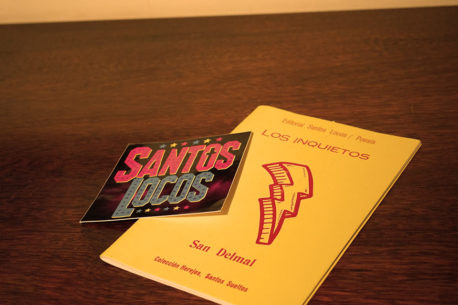 SANTOS
LOCOS
Editorial Santos Locos / Poesía
LOS INQUIETOS
San Delmal
Colección Herejes, Santos Sueltos